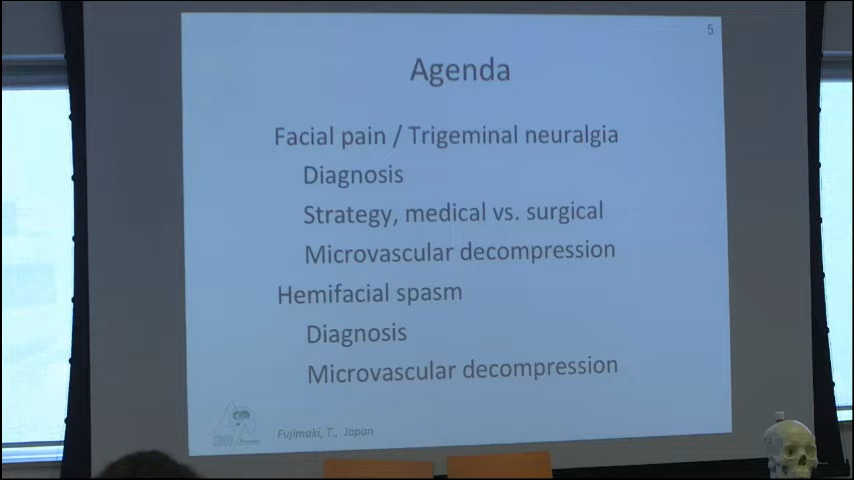 5
Agenda
Facial pain / Trigeminal neuralgia
Diagnosis
Strategy, medical vs. surgical
Microvascular decompression
Hemifacial spasm
Diagnosis
Microvascular decompression
Fujimaki, T., Japan